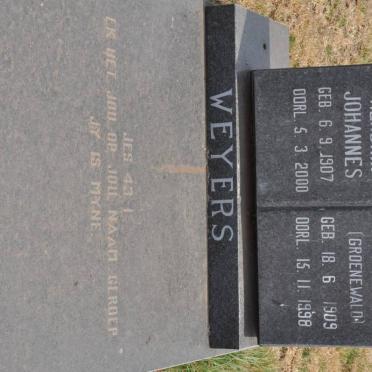 JOHANNES
GEB. 6. 9. 1907
OORL. 5. 3. 2000
(GROENEWALD)
GEB. 18. 6. 1909
OORL. 15. 11. 1998
WEYERS
JES 43:1.
EK HET JOU OP JOU NAAM GEROEP
JY IS MYNE.